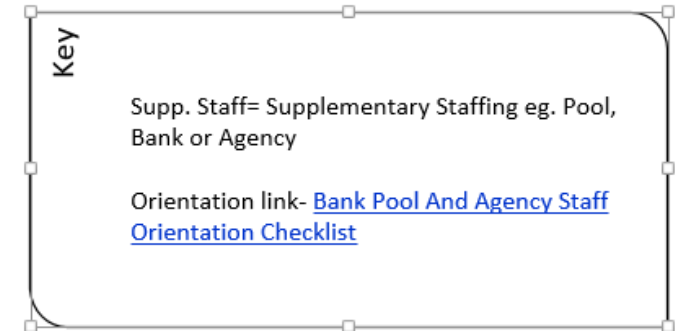 Key
Supp. Staff= Supplementary Staffing eg. Pool,
Bank or Agency
Orientation link- Bank Pool And Agency Staff
Orientation Checklist